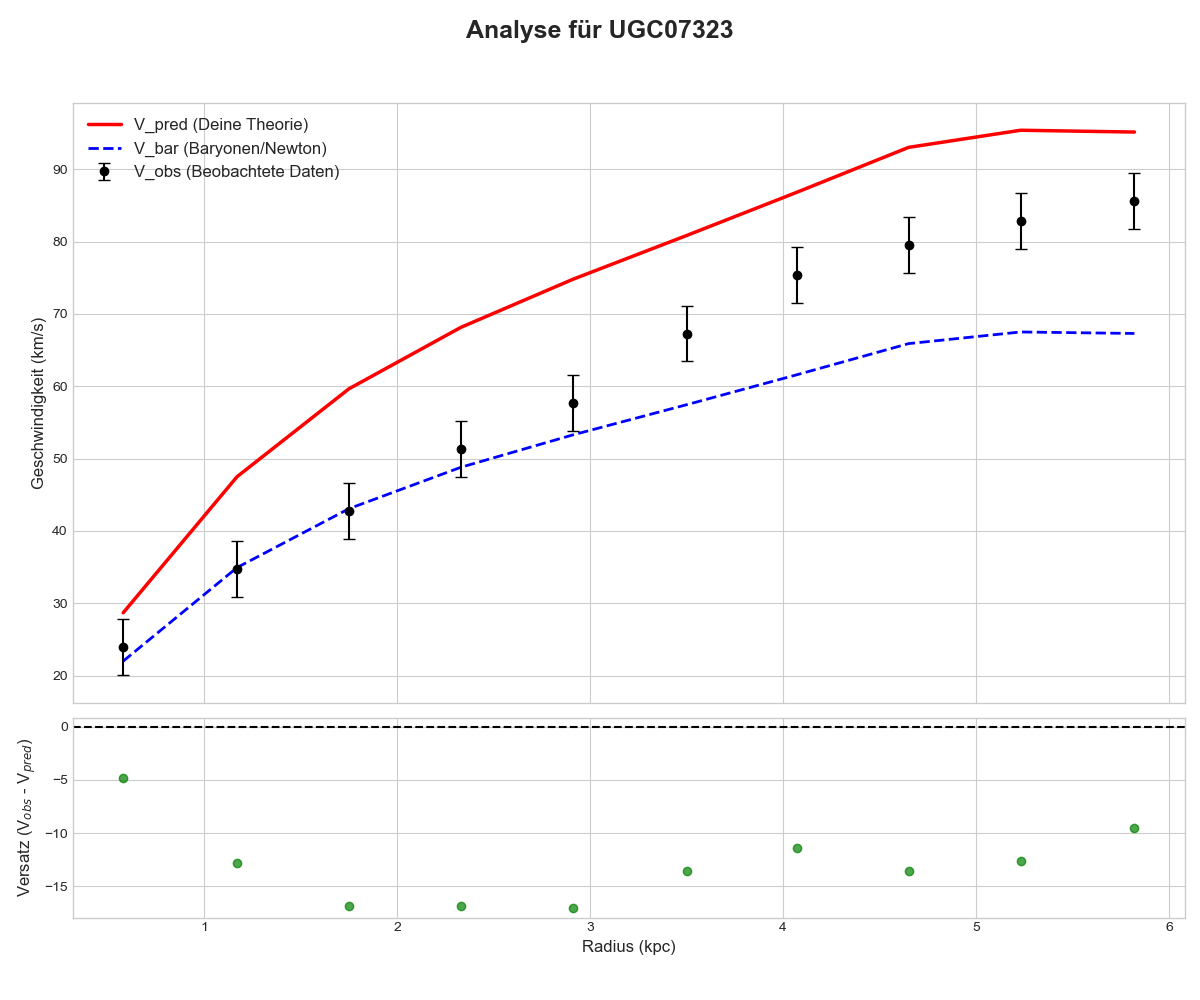 Analyse für UGC07323
V_pred (Deine Theorie)
V_bar (Baryonen/Newton)
V_obs (Beobachtete Daten)
Geschwindigkeit (km/s)
90
80
70
60
50
40
30
20
Versatz (V_obs - V_pred)
0
−5
−10
−15
1 2 3 4 5 6
Radius (kpc)